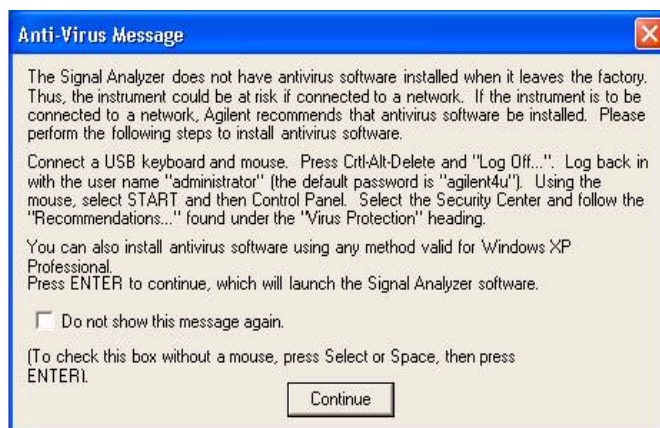 Anti-Virus Message
The Signal Analyzer does not have antivirus software installed when it leaves the factory.
Thus, the instrument could be at risk if connected to a network. If the instrument is to be
connected to a network, Agilent recommends that antivirus software be installed. Please
perform the following steps to install antivirus software.
Connect a USB keyboard and mouse. Press Crtl-Alt-Delete and "Log Off...". Log back in
with the user name "administrator" (the default password is "agilent4u"). Using the
mouse, select START and then Control Panel. Select the Security Center and follow the
"Recommendations..." found under the "Virus Protection" heading.
You can also install antivirus software using any method valid for Windows XP
Professional.
Press ENTER to continue, which will launch the Signal Analyzer software.
Do not show this message again.
(To check this box without a mouse, press Select or Space, then press
ENTER).
Continue